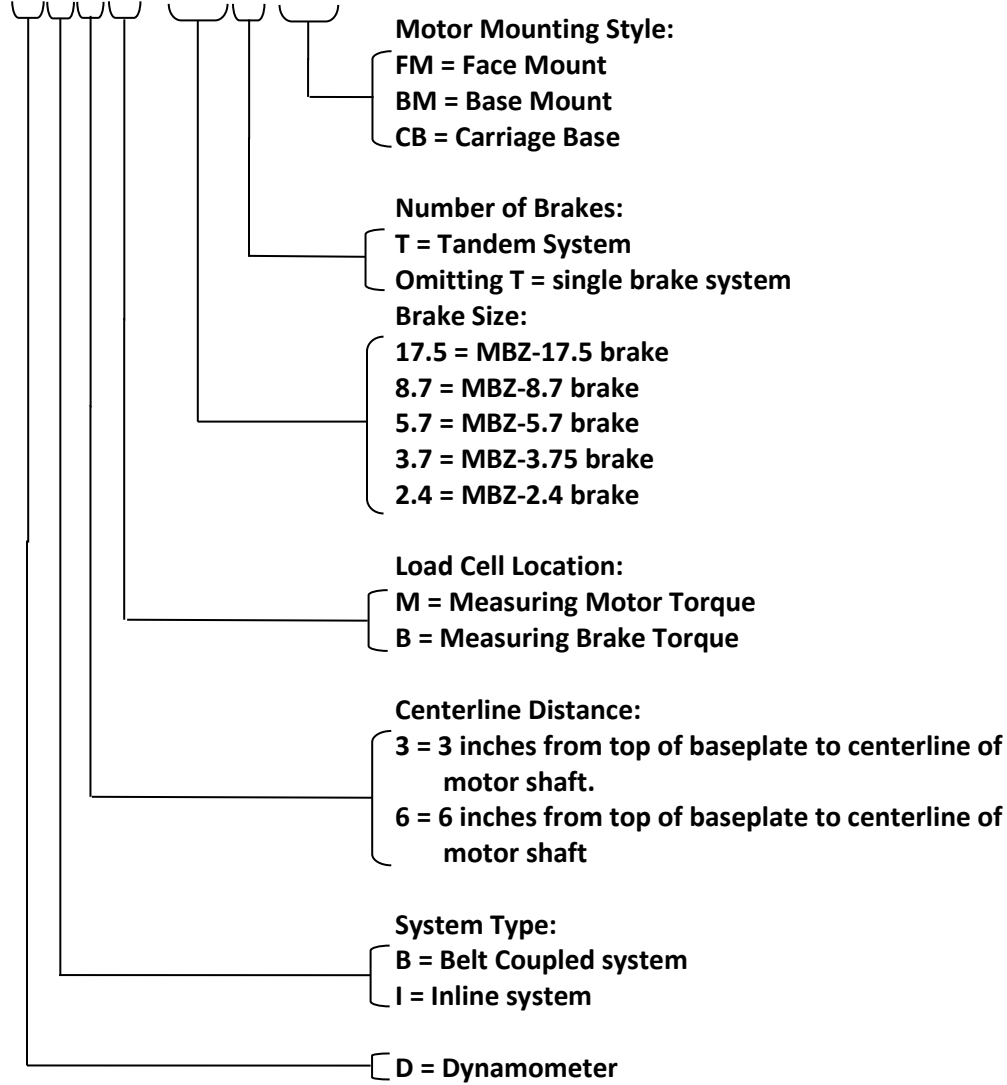 Motor Mounting Style:
FM = Face Mount
BM = Base Mount
CB = Carriage Base
Number of Brakes:
T = Tandem System
Omitting T = single brake system
Brake Size:
17.5 = MBZ-17.5 brake
8.7 = MBZ-8.7 brake
5.7 = MBZ-5.7 brake
3.7 = MBZ-3.75 brake
2.4 = MBZ-2.4 brake
Load Cell Location:
M = Measuring Motor Torque
B = Measuring Brake Torque
Centerline Distance:
3 = 3 inches from top of baseplate to centerline of
motor shaft.
6 = 6 inches from top of baseplate to centerline of
motor shaft
System Type:
B = Belt Coupled system
I = Inline system
D = Dynamometer